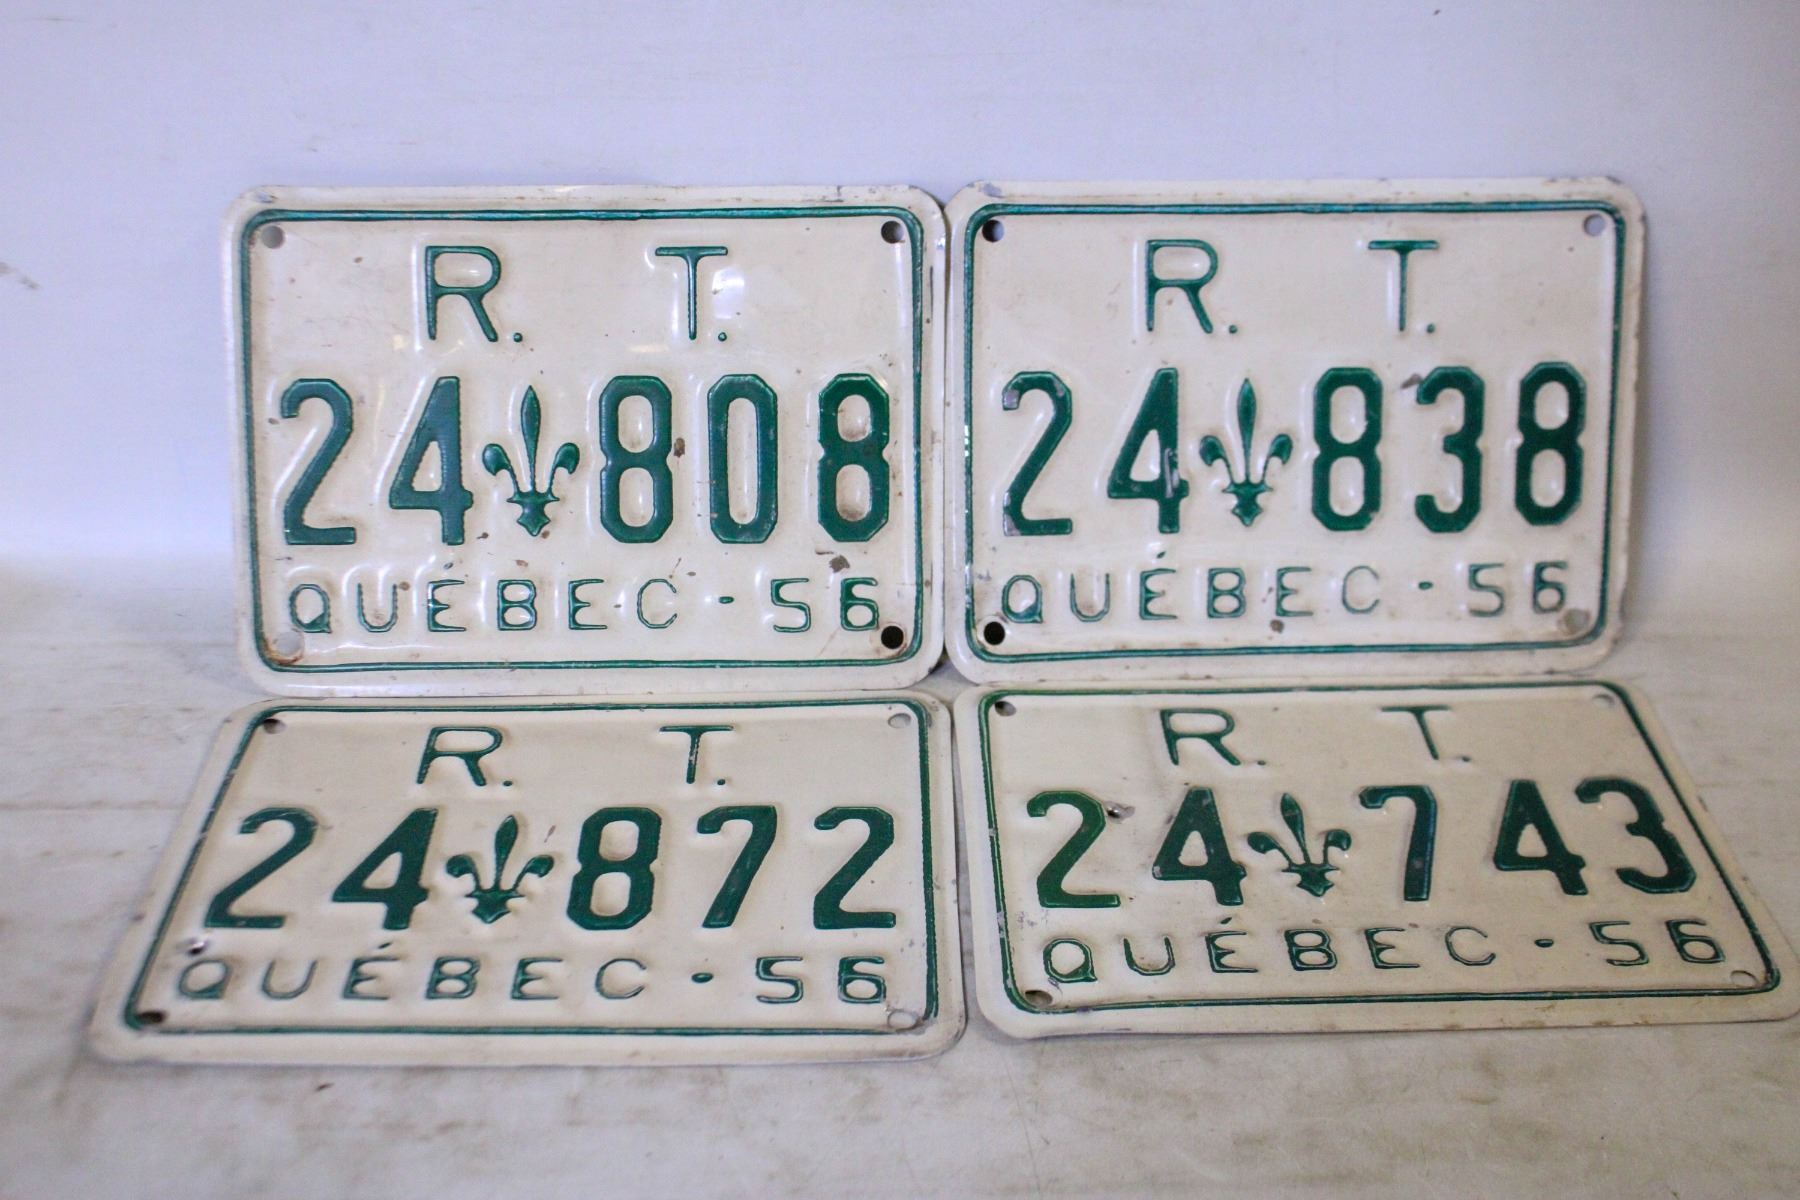 R. T.
24⚜808
QUÉBEC - 56
R. T.
24⚜838
QUÉBEC - 56
R. T.
24⚜872
QUÉBEC - 56
R. T.
24⚜743
QUÉBEC - 56